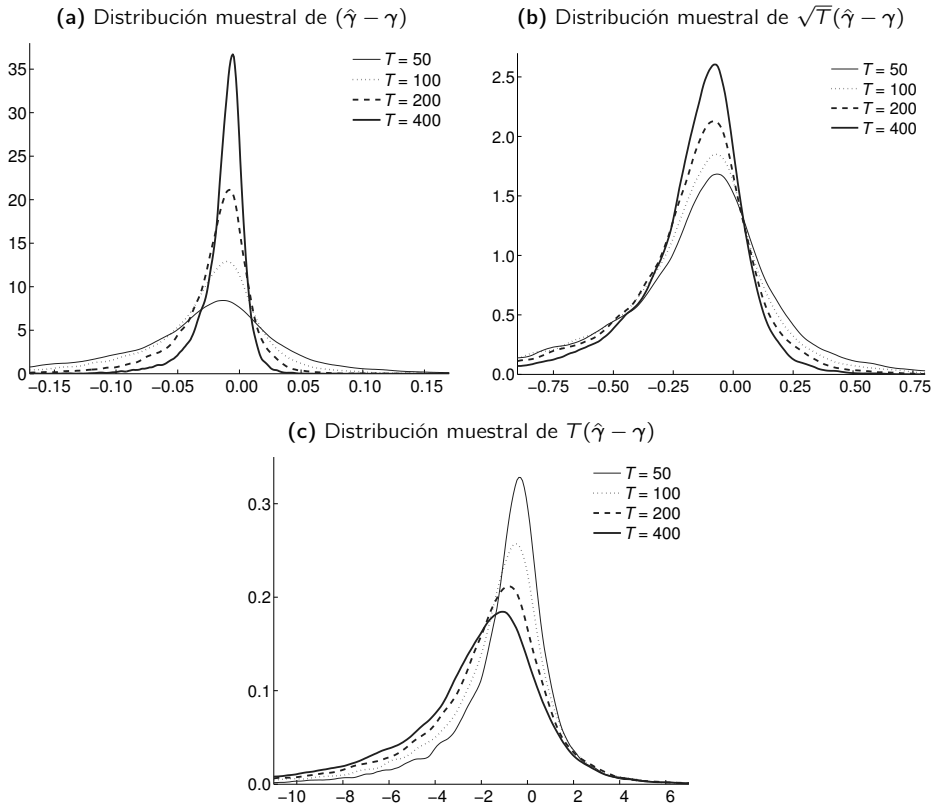 (a) Distribución muestral de (γ̂ − γ)
35
30
25
20
15
10
5
0
−0.15 −0.10 −0.05 0.00 0.05 0.10 0.15
T = 50
T = 100
T = 200
T = 400
(b) Distribución muestral de √T(γ̂ − γ)
2.5
2.0
1.5
1.0
0.5
0.0
−0.75 −0.50 −0.25 0.00 0.25 0.50 0.75
T = 50
T = 100
T = 200
T = 400
(c) Distribución muestral de T(γ̂ − γ)
0.3
0.2
0.1
0.0
−10 −8 −6 −4 −2 0 2 4 6
T = 50
T = 100
T = 200
T = 400